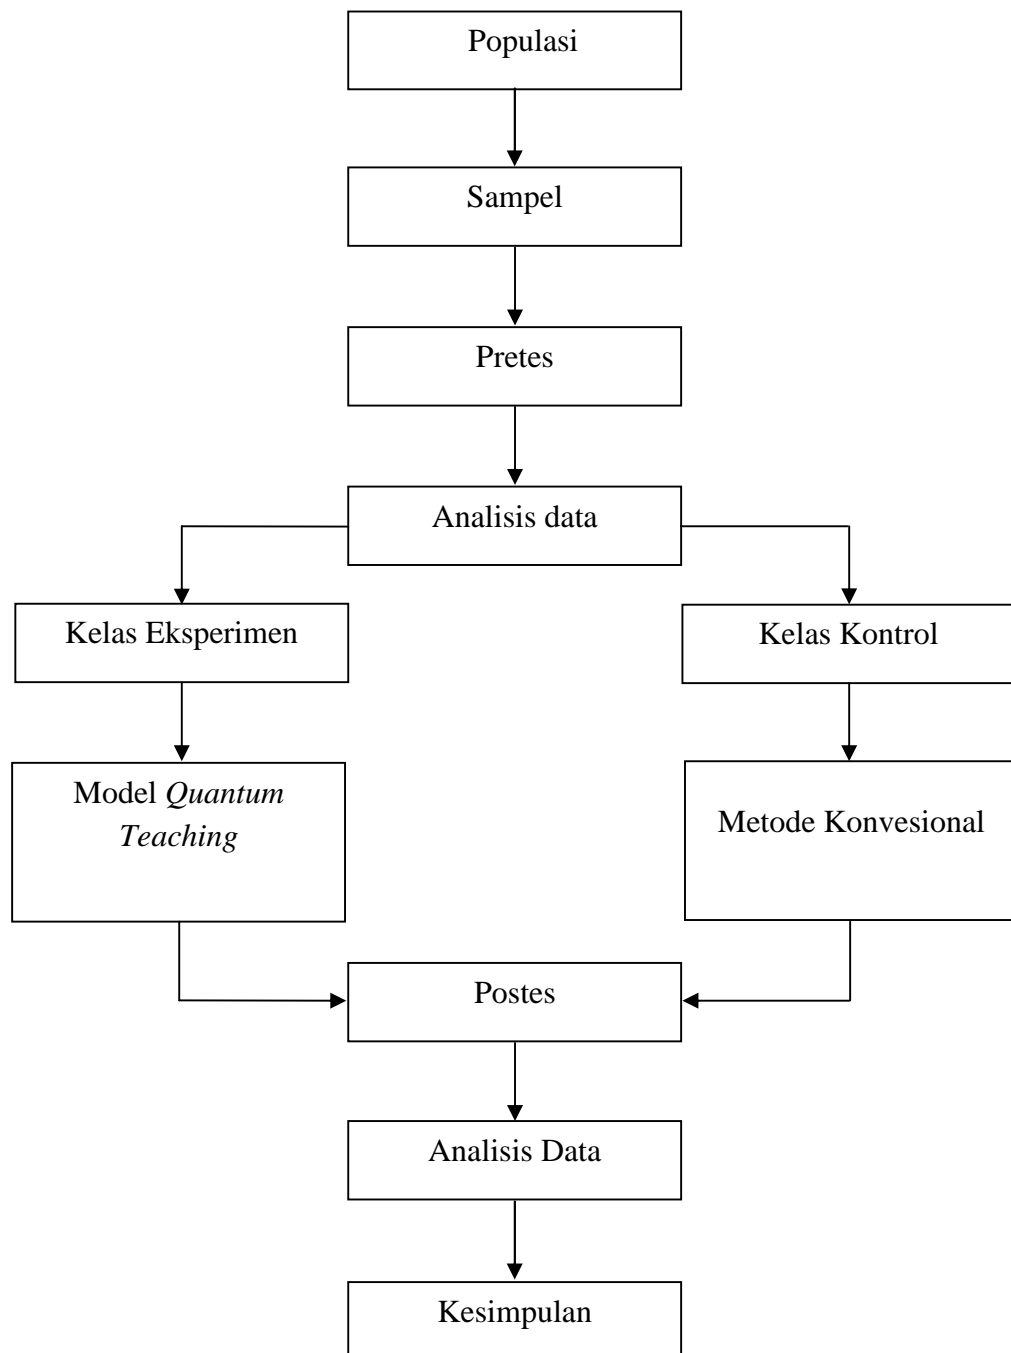 Populasi
Sampel
Pretes
Analisis data
Kelas Eksperimen
Kelas Kontrol
Model Quantum
Teaching
Metode Konvesional
Postes
Analisis Data
Kesimpulan